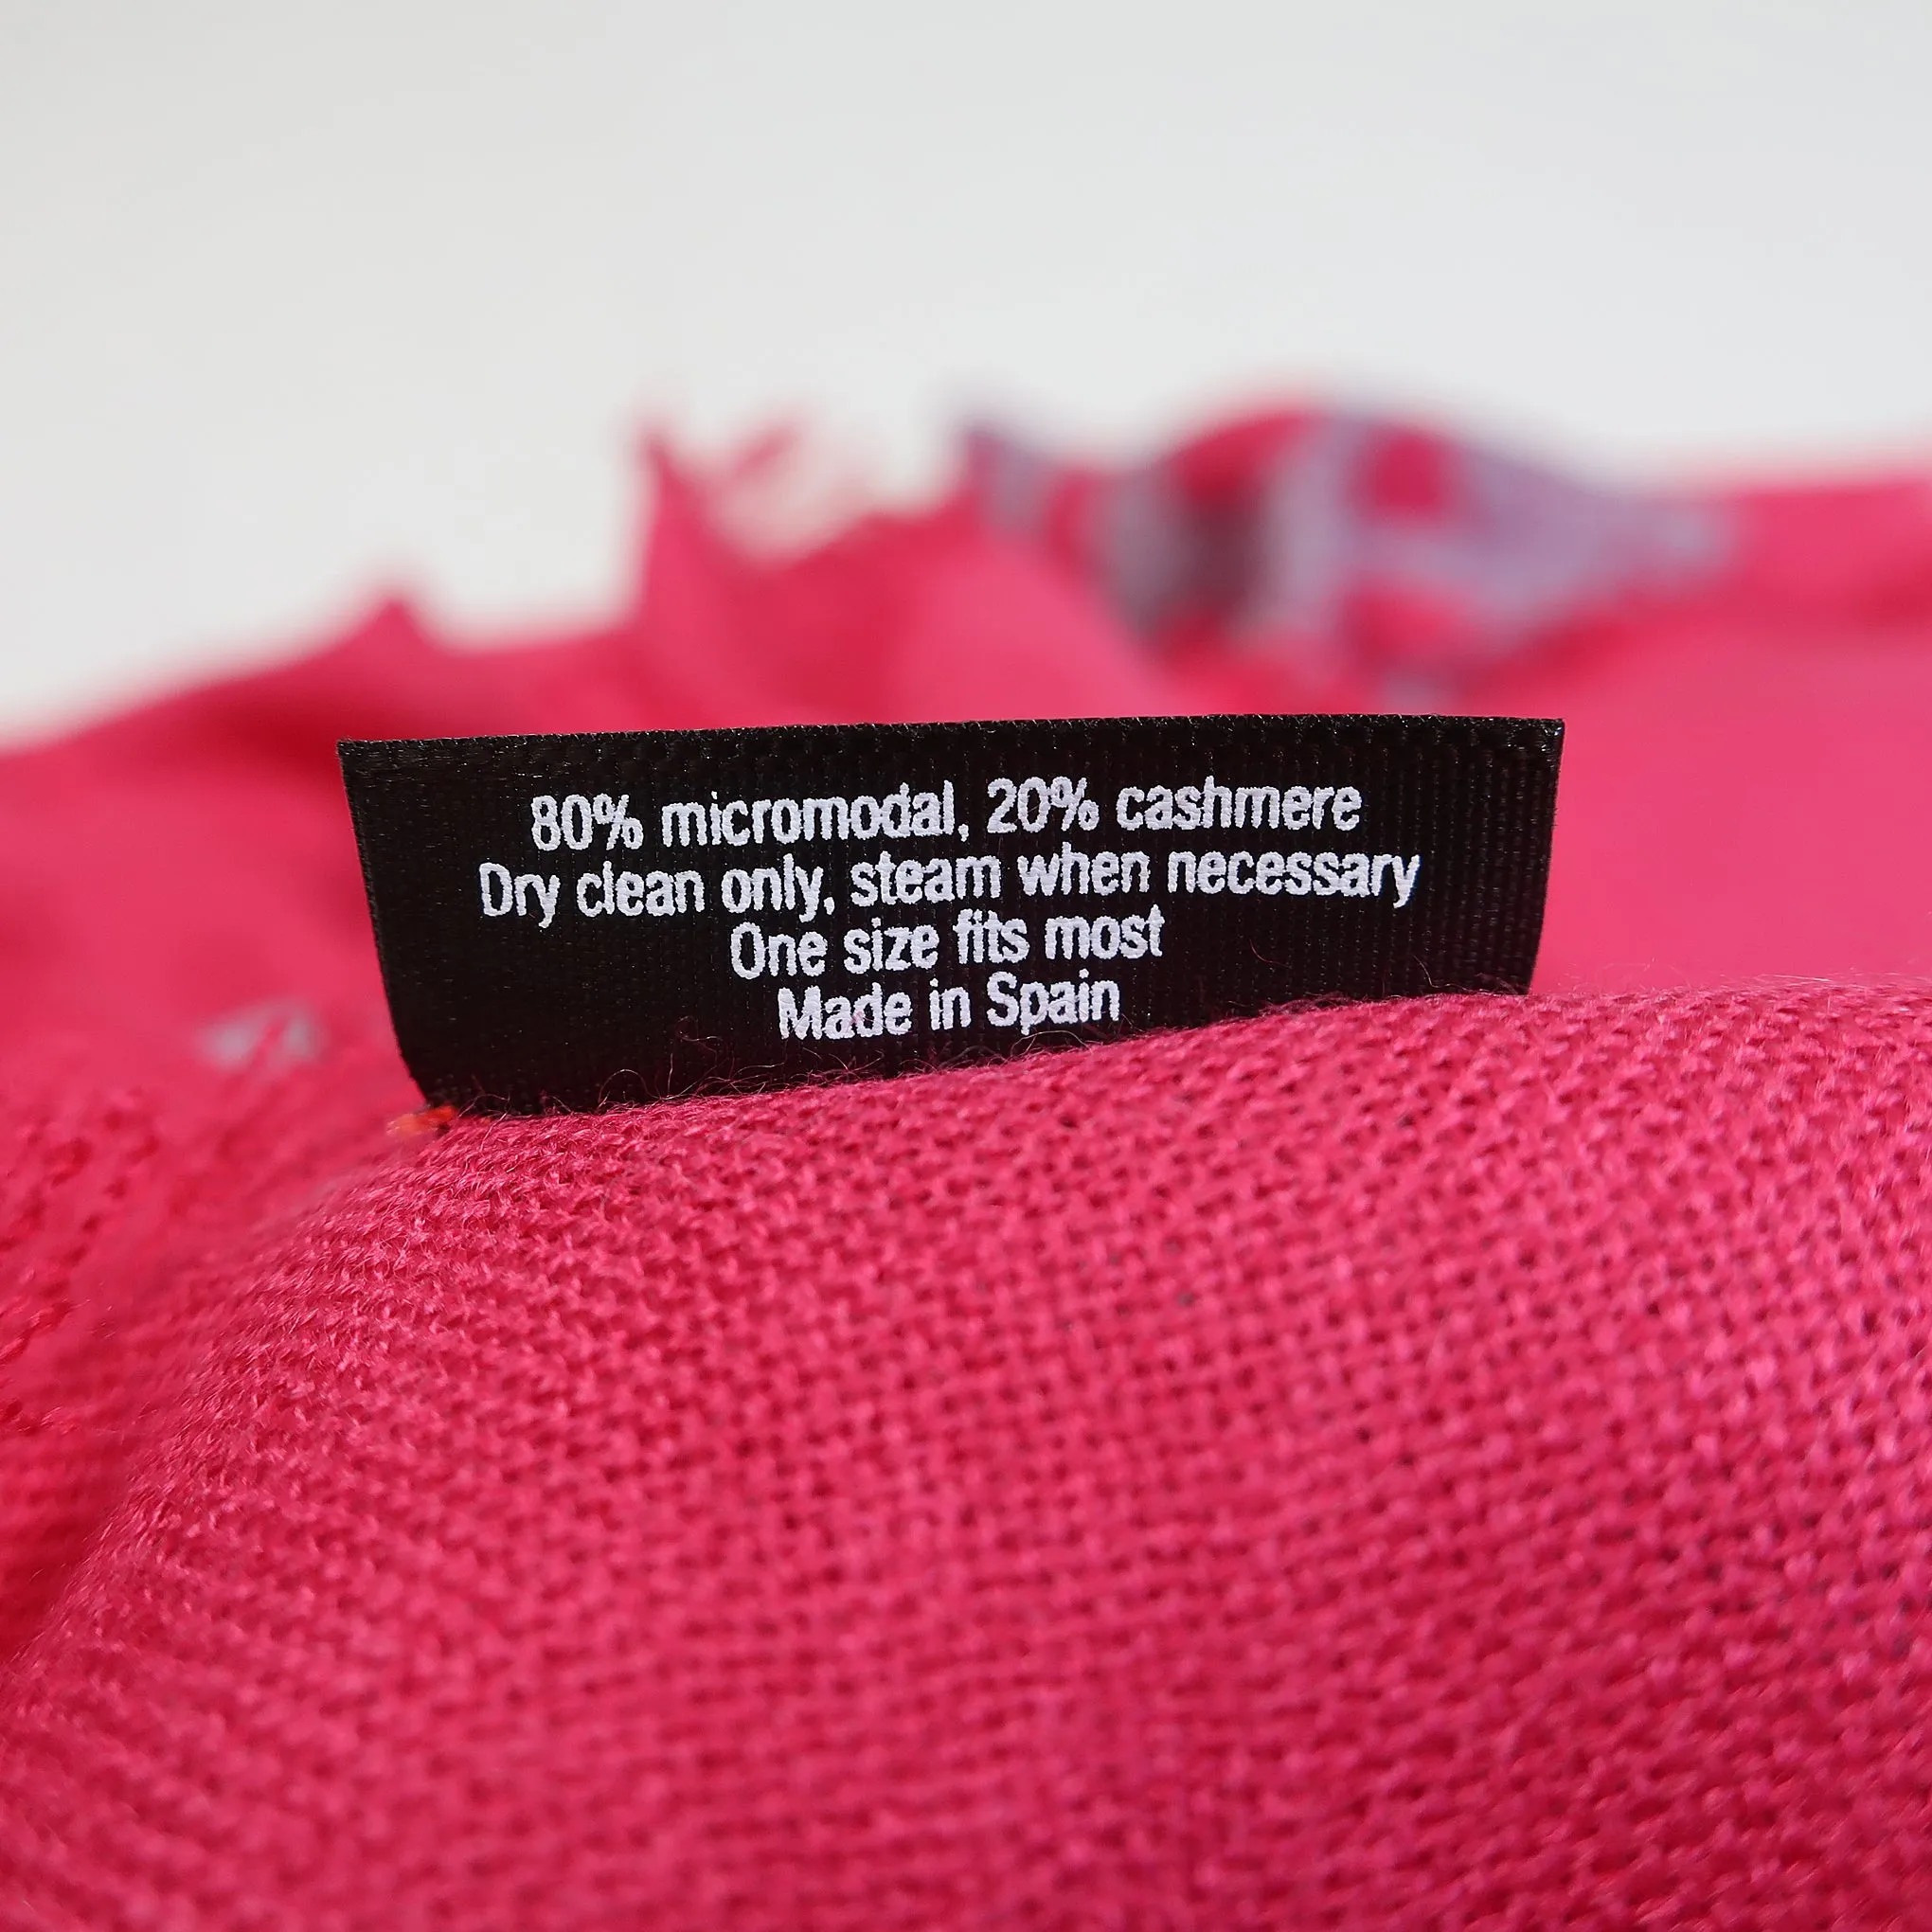 80% micromodal, 20% cashmere
Dry clean only, steam when necessary
One size fits most
Made in Spain